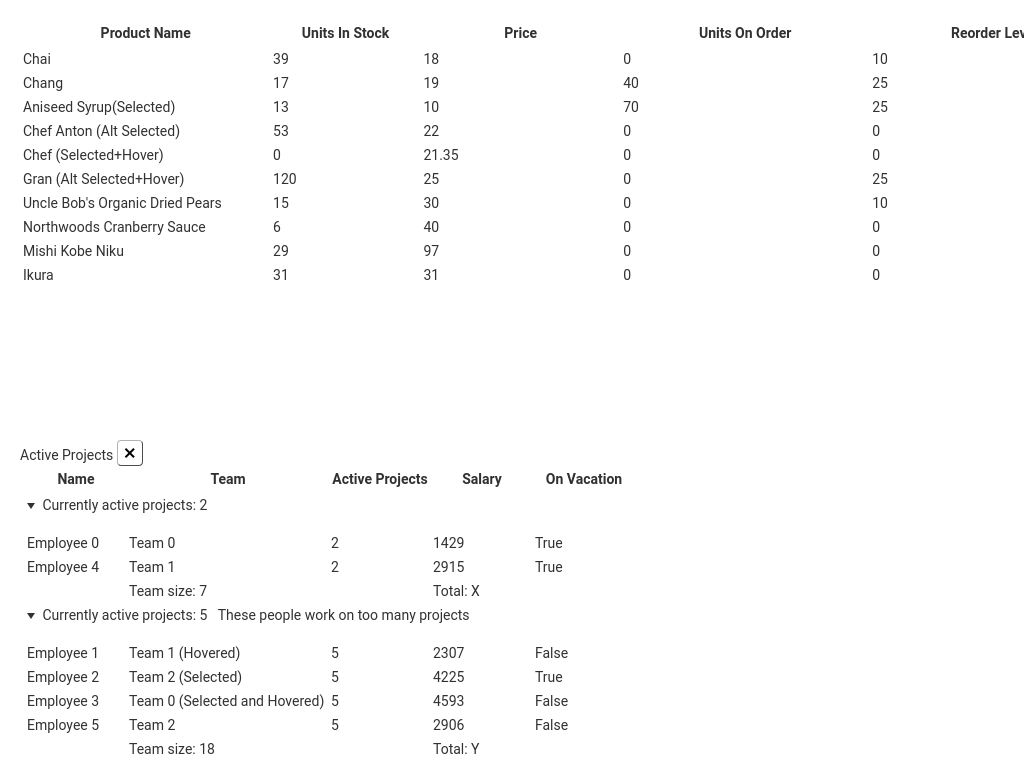 Product Name Units In Stock Price Units On Order Reorder Lev
Chai 39 18 0 10
Chang 17 19 40 25
Aniseed Syrup(Selected) 13 10 70 25
Chef Anton (Alt Selected) 53 22 0 0
Chef (Selected+Hover) 0 21.35 0 0
Gran (Alt Selected+Hover) 120 25 0 25
Uncle Bob's Organic Dried Pears 15 30 0 10
Northwoods Cranberry Sauce 6 40 0 0
Mishi Kobe Niku 29 97 0 0
Ikura 31 31 0 0
Active Projects
Name Team Active Projects Salary On Vacation
Currently active projects: 2
Employee 0 Team 0 2 1429 True
Employee 4 Team 1 2 2915 True
Team size: 7 Total: X
Currently active projects: 5 These people work on too many projects
Employee 1 Team 1 (Hovered) 5 2307 False
Employee 2 Team 2 (Selected) 5 4225 True
Employee 3 Team 0 (Selected and Hovered) 5 4593 False
Employee 5 Team 2 5 2906 False
Team size: 18 Total: Y